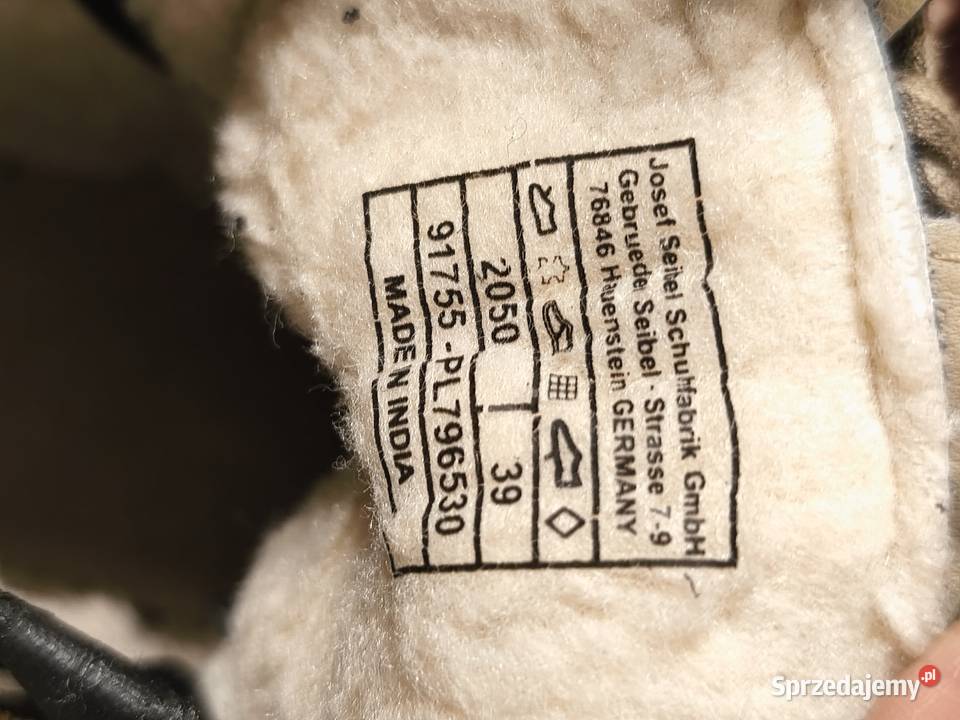 Josef Seibel Schuhfabrik GmbH
Gebrueder Seibel - Strasse 7-9
76846 Hauenstein GERMANY
2050 39
91755 - PL796530
MADE IN INDIA
Sprzedajemy.pl